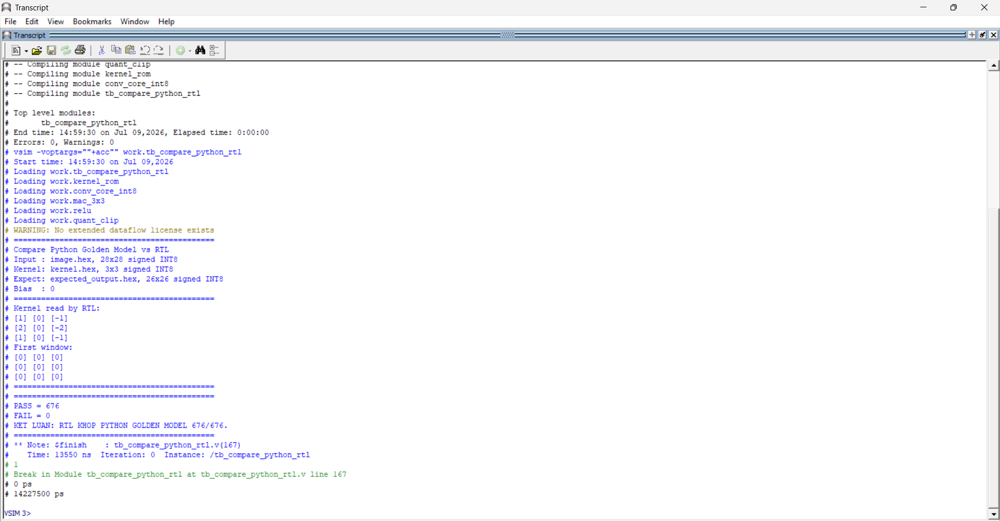 Transcript
File Edit View Bookmarks Window Help
Transcript
# -- Compiling module quant_clip
# -- Compiling module kernel_rom
# -- Compiling module conv_core_int8
# -- Compiling module tb_compare_python_rtl
#
# Top level modules:
# tb_compare_python_rtl
# End time: 14:59:30 on Jul 09,2026, Elapsed time: 0:00:00
# Errors: 0, Warnings: 0
# vsim -voptargs=""+acc"" work.tb_compare_python_rtl
# Start time: 14:59:30 on Jul 09,2026
# Loading work.tb_compare_python_rtl
# Loading work.kernel_rom
# Loading work.conv_core_int8
# Loading work.mac_3x3
# Loading work.relu
# Loading work.quant_clip
# WARNING: No extended dataflow license exists
# ============================================
# Compare Python Golden Model vs RTL
# Input : image.hex, 28x28 signed INT8
# Kernel: kernel.hex, 3x3 signed INT8
# Expect: expected_output.hex, 26x26 signed INT8
# Bias : 0
# ============================================
# Kernel read by RTL:
# [1] [0] [-1]
# [2] [0] [-2]
# [1] [0] [-1]
# First window:
# [0] [0] [0]
# [0] [0] [0]
# [0] [0] [0]
# ============================================
# ============================================
# PASS = 676
# FAIL = 0
# KET LUAN: RTL KHOP PYTHON GOLDEN MODEL 676/676.
# ============================================
# ** Note: $finish : tb_compare_python_rtl.v(167)
# Time: 13550 ns Iteration: 0 Instance: /tb_compare_python_rtl
# 1
# Break in Module tb_compare_python_rtl at tb_compare_python_rtl.v line 167
# 0 ps
# 14227500 ps
VSIM 3>